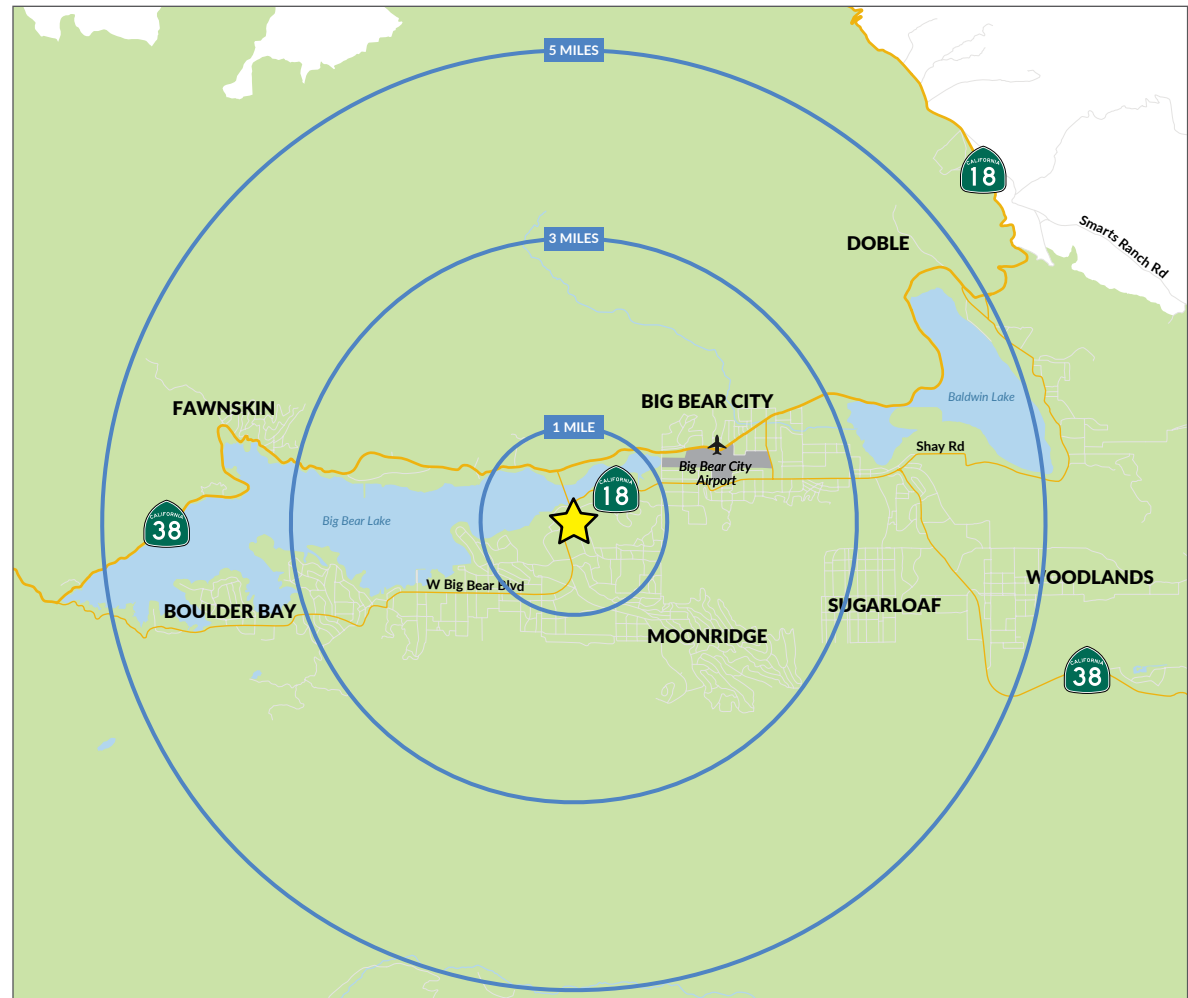 5 MILES
CALIFORNIA
18
Smarts Ranch Rd
3 MILES
DOBLE
Baldwin Lake
BIG BEAR CITY
FAWNSKIN
1 MILE
Shay Rd
Big Bear City
Airport
CALIFORNIA
18
CALIFORNIA
38
Big Bear Lake
W Big Bear Blvd
WOODLANDS
SUGARLOAF
BOULDER BAY
MOONRIDGE
CALIFORNIA
38